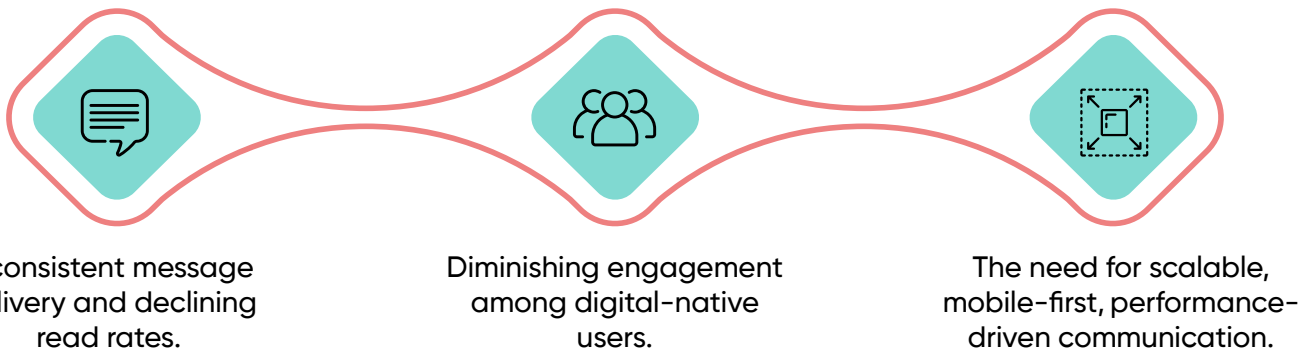 consistent message
livery and declining
read rates.
Diminishing engagement
among digital-native
users.
The need for scalable,
mobile-first, performance-
driven communication.